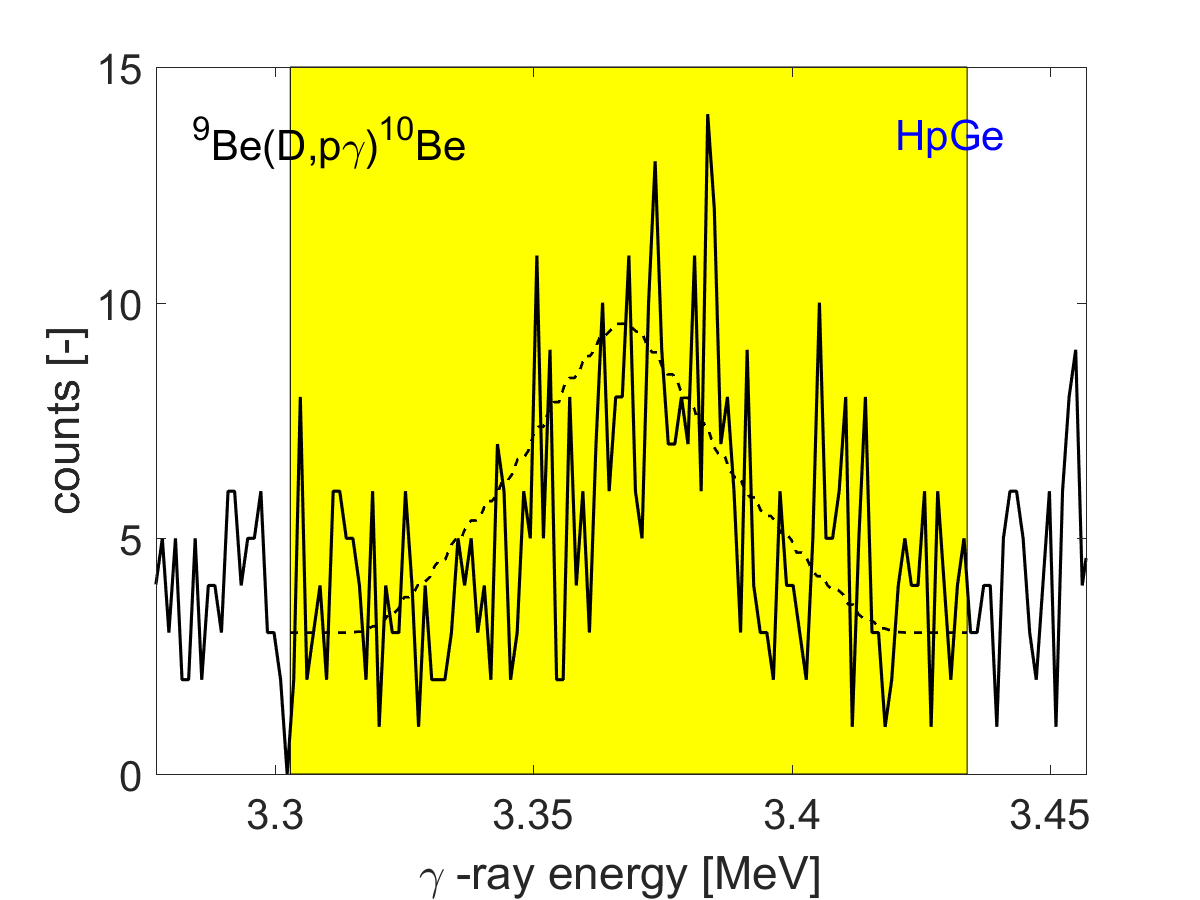 15
10
5
0
⁹Be(D,pγ)¹⁰Be
HpGe
counts [-]
3.3
3.35
3.4
3.45
γ -ray energy [MeV]